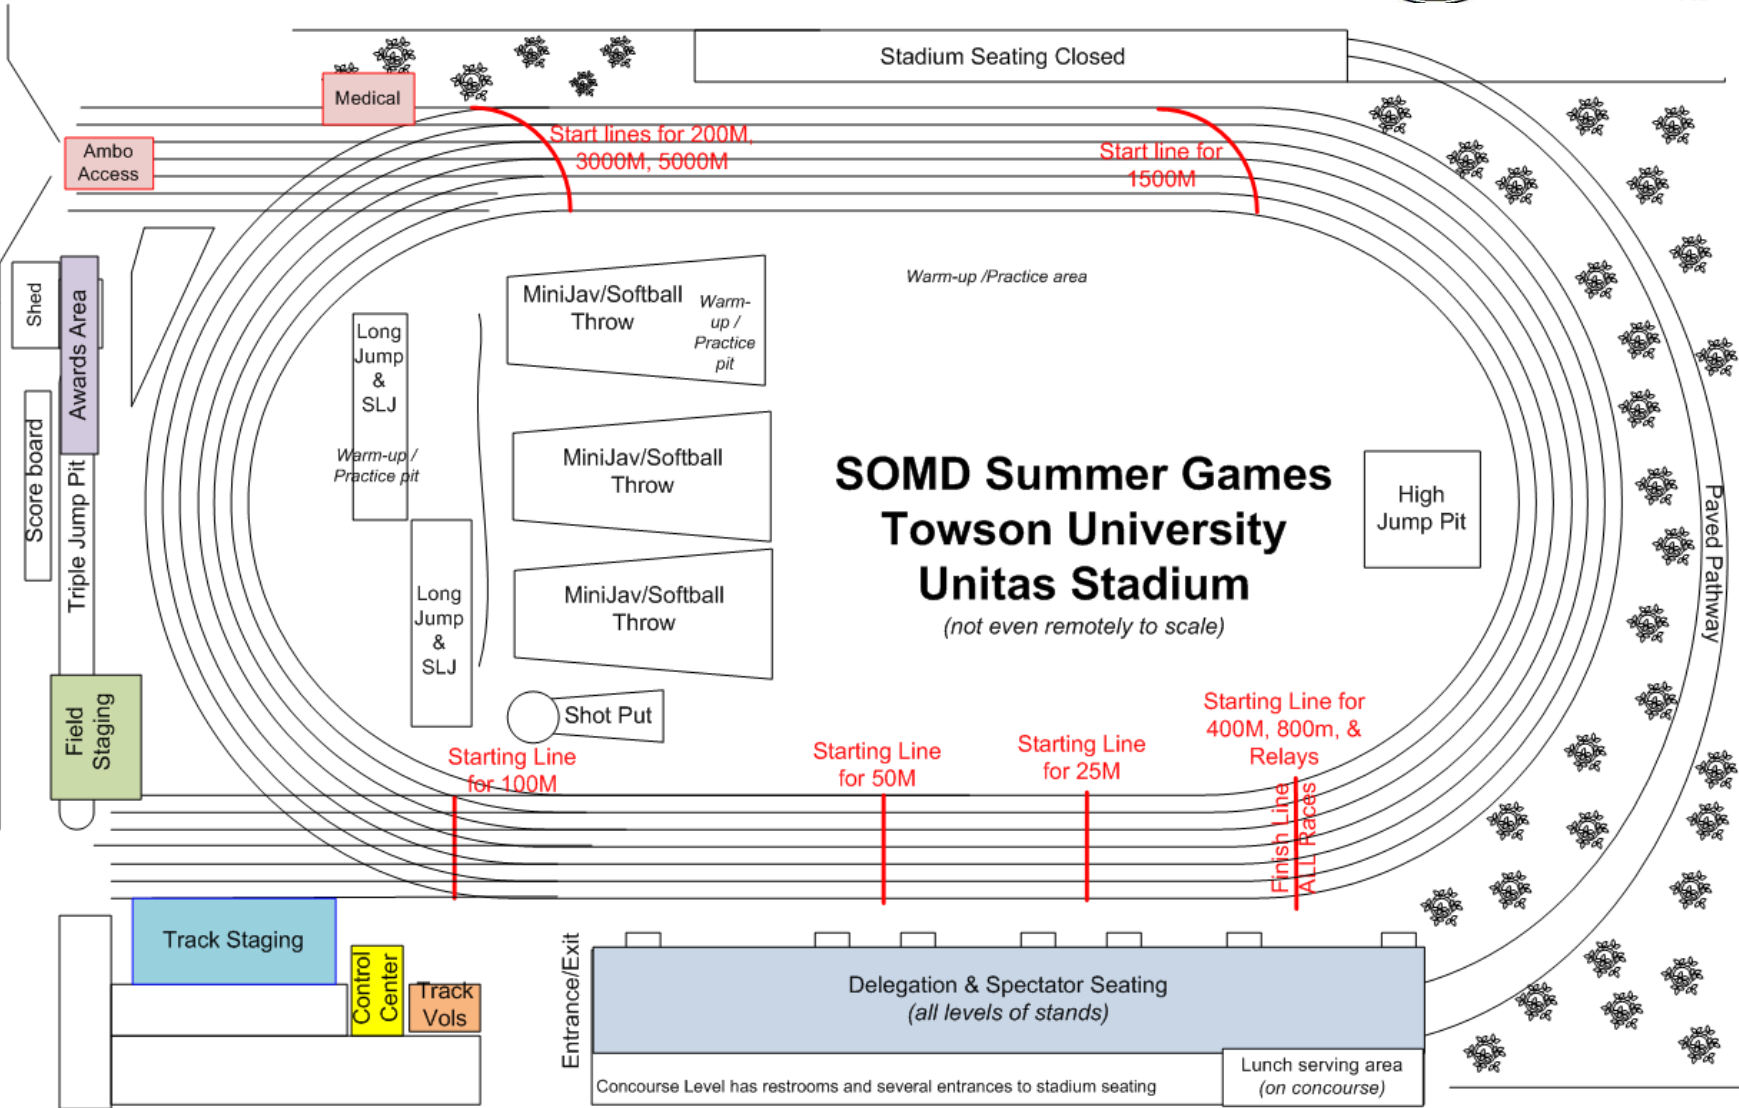 Stadium Seating Closed
Medical
Ambo
Access
Start lines for 200M,
3000M, 5000M
Start line for
1500M
Shed
Awards Area
Score board
Triple Jump Pit
Field
Staging
Long
Jump
&
SLJ
Warm-up /
Practice pit
Long
Jump
&
SLJ
MiniJav/Softball
Throw
Warm-
up /
Practice
pit
Warm-up /Practice area
MiniJav/Softball
Throw
MiniJav/Softball
Throw
Shot Put
SOMD Summer Games
Towson University
Unitas Stadium
(not even remotely to scale)
High
Jump Pit
Paved Pathway
Starting Line
for 100M
Starting Line
for 50M
Starting Line
for 25M
Starting Line for
400M, 800m, &
Relays
Finish Line
ALL Races
Track Staging
Control
Center
Track
Vols
Entrance/Exit
Delegation & Spectator Seating
(all levels of stands)
Concourse Level has restrooms and several entrances to stadium seating
Lunch serving area
(on concourse)